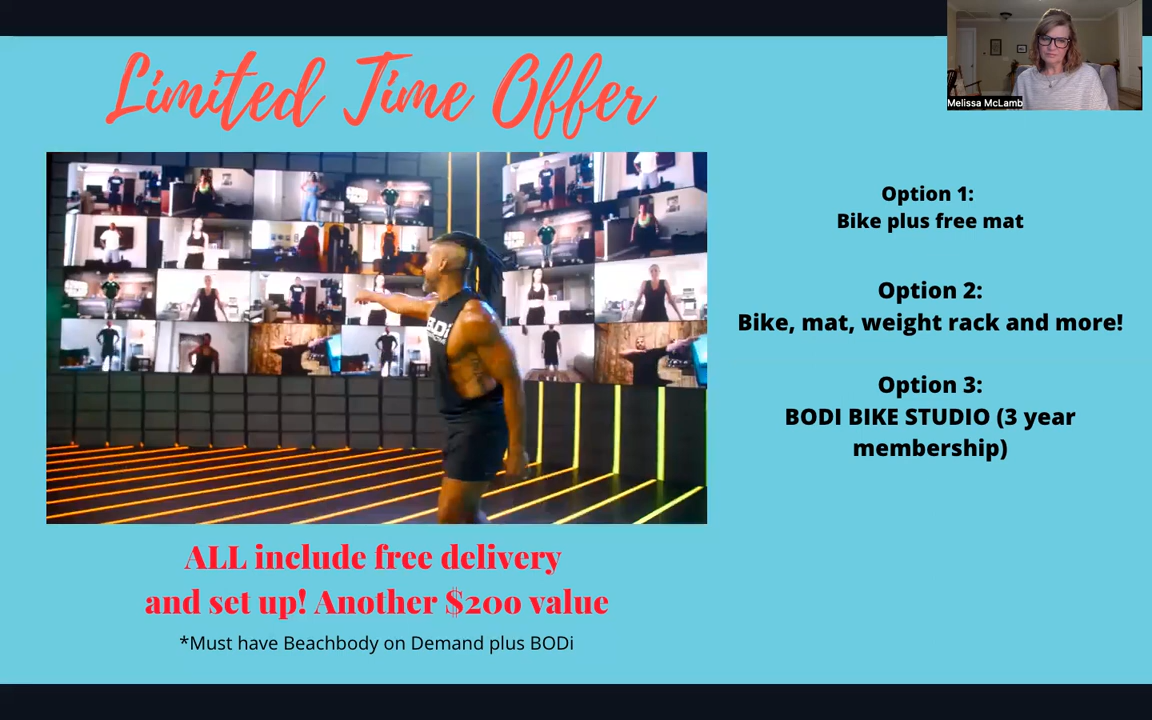 Limited Time Offer
Melissa McLamb
BODi
Option 1:
Bike plus free mat
Option 2:
Bike, mat, weight rack and more!
Option 3:
BODI BIKE STUDIO (3 year
membership)
ALL include free delivery
and set up! Another $200 value
*Must have Beachbody on Demand plus BODi